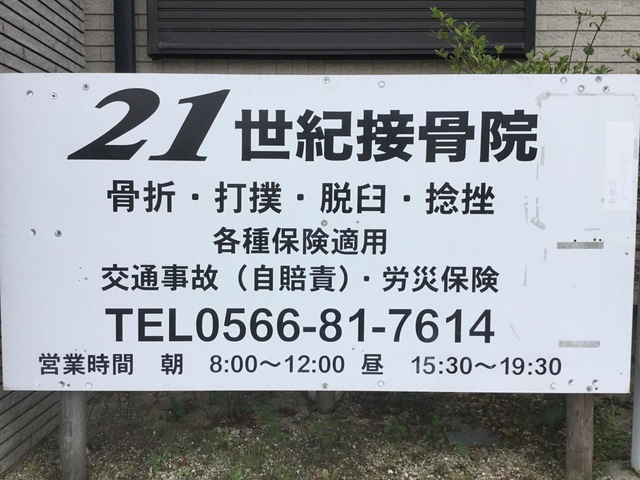 21世紀接骨院
骨折・打撲・脱臼・捻挫
各種保険適用
交通事故（自賠責）・労災保険
TEL0566-81-7614
営業時間 朝 8:00〜12:00 昼 15:30〜19:30